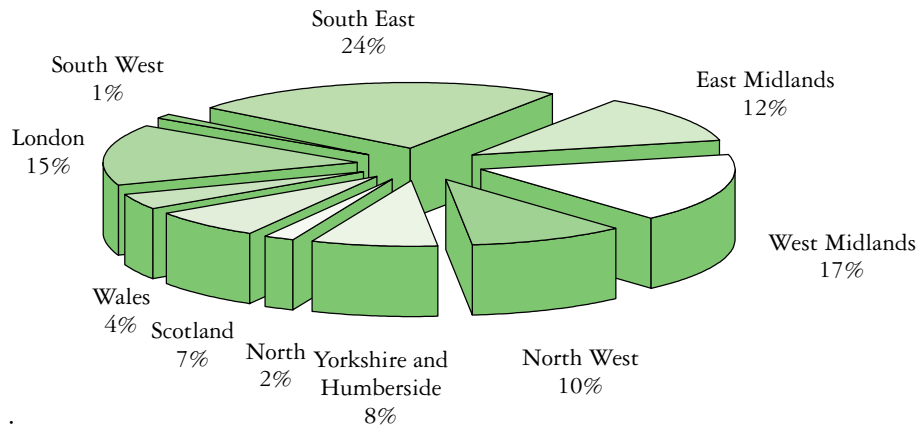 South East
24%
East Midlands
12%
West Midlands
17%
North West
10%
Yorkshire and
Humberside
8%
North
2%
Scotland
7%
Wales
4%
London
15%
South West
1%
.